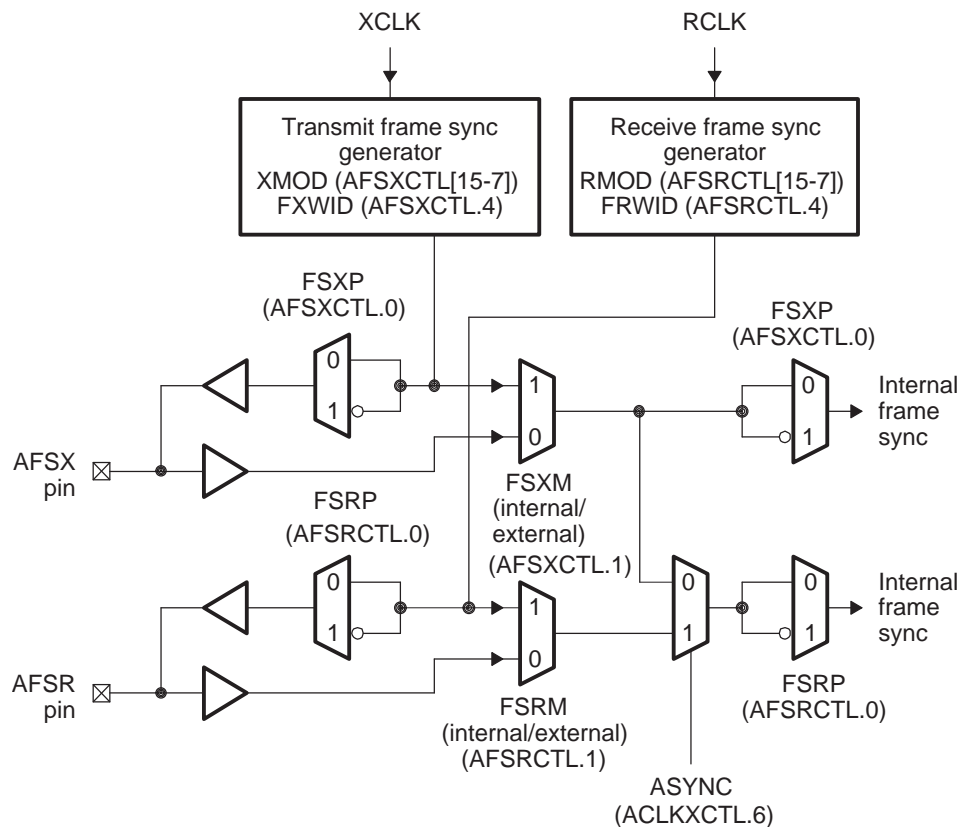 XCLK
RCLK
Transmit frame sync
generator
XMOD (AFSXCTL[15-7])
FXWID (AFSXCTL.4)
Receive frame sync
generator
RMOD (AFSRCTL[15-7])
FRWID (AFSRCTL.4)
FSXP
(AFSXCTL.0)
0
1
AFSX
pin
1
0
FSXM
(internal/
external)
(AFSXCTL.1)
FSXP
(AFSXCTL.0)
0
1
Internal
frame
sync
FSRP
(AFSRCTL.0)
0
1
AFSR
pin
1
0
FSRM
(internal/external)
(AFSRCTL.1)
0
1
ASYNC
(ACLKXCTL.6)
0
1
FSRP
(AFSRCTL.0)
Internal
frame
sync